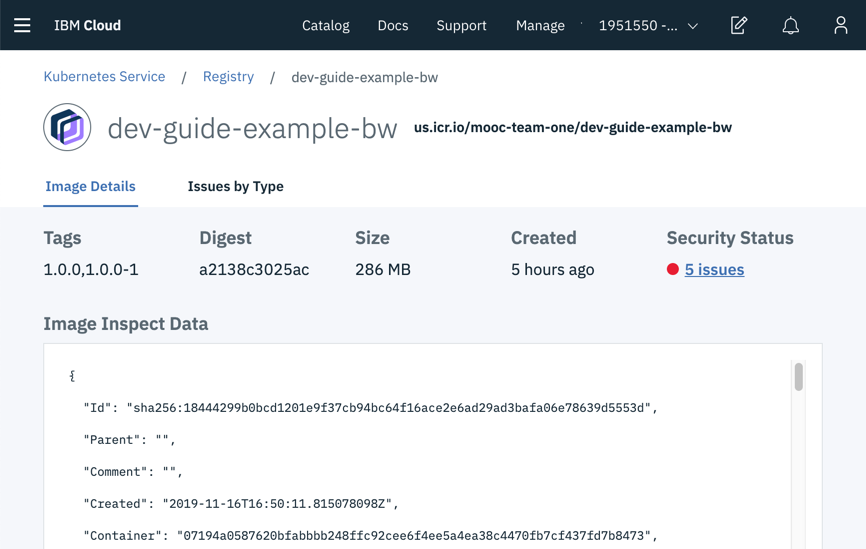 IBM Cloud Catalog Docs Support Manage 1951550 -...
Kubernetes Service / Registry / dev-guide-example-bw
dev-guide-example-bw us.icr.io/mooc-team-one/dev-guide-example-bw
Image Details Issues by Type
Tags Digest Size Created Security Status
1.0.0,1.0.0-1 a2138c3025ac 286 MB 5 hours ago 5 issues
Image Inspect Data
{
"Id": "sha256:18444299b0bcd1201e9f37cb94bc64f16ace2e6ad29ad3bafa06e78639d5553d",
"Parent": "",
"Comment": "",
"Created": "2019-11-16T16:50:11.815078098Z",
"Container": "07194a0587620bfabbbb248ffc92cee6f4ee5a4ea38c4470fb7cf437fd7b8473",